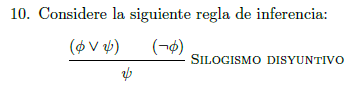 10. Considere la siguiente regla de inferencia:
(ϕ ∨ ψ) (¬ϕ)
ψ
SILOGISMO DISYUNTIVO